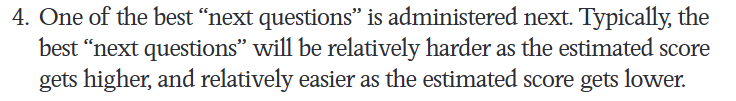 4. One of the best “next questions” is administered next. Typically, the
best “next questions” will be relatively harder as the estimated score
gets higher, and relatively easier as the estimated score gets lower.